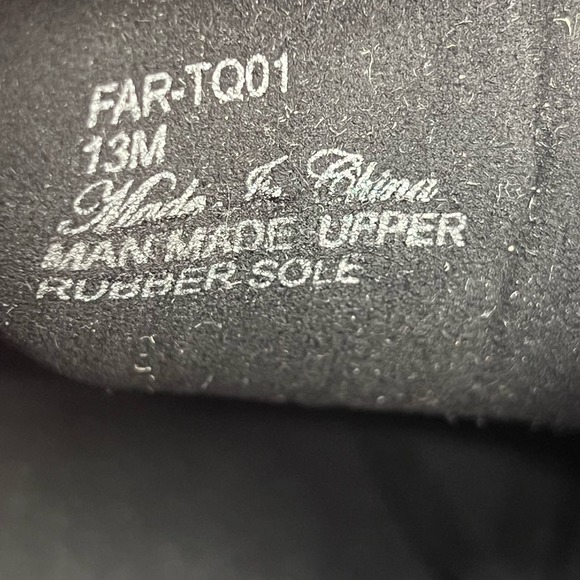 FAR-TQ01
13M
Made In China
MAN MADE UPPER
RUBBER SOLE